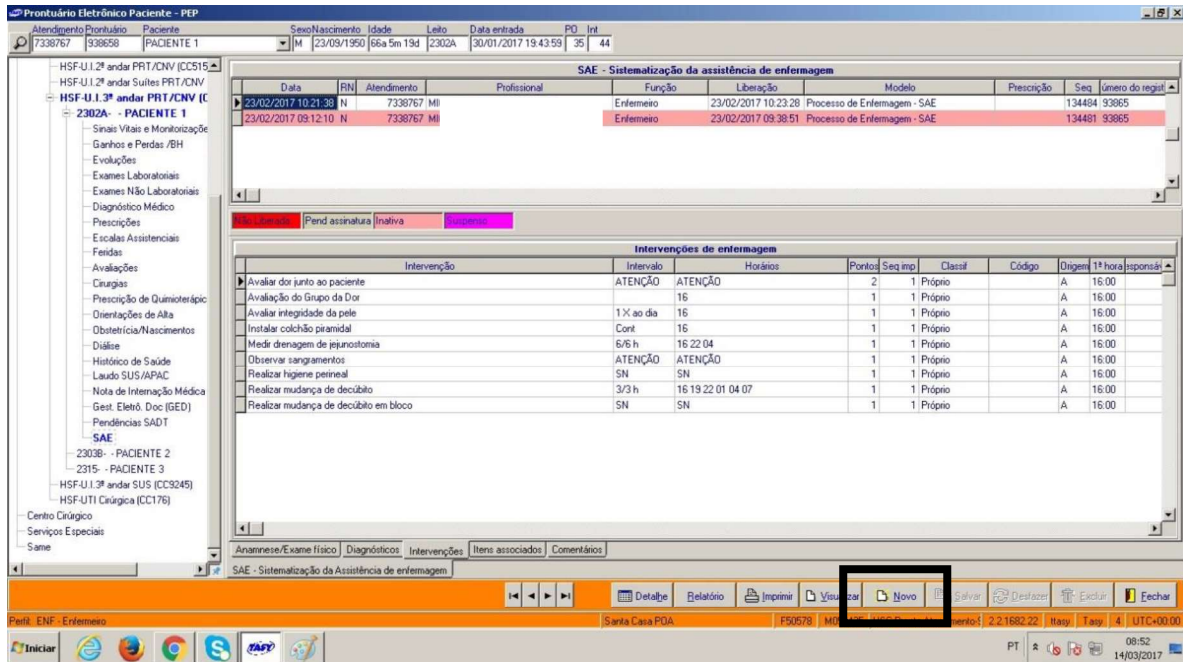 Prontuário Eletrônico Paciente - PEP
Atendimento Prontuário Paciente Sexo Nascimento Idade Leito Data entrada PO_Int
7338767 938658 PACIENTE 1 M 23/09/1950 66a 5m 19d 2302A 30/01/2017 19:43:59 35 44
HSF-U.I.2º andar PRT/CNV (CC515
HSF-U.I.2º andar Suítes PRT/CNV
HSF-U.I.3º andar PRT/CNV (C
2302A- - PACIENTE 1
Sinais Vitais e Monitorizaçõe
Ganhos e Perdas /BH
Evoluções
Exames Laboratoriais
Exames Não Laboratoriais
Diagnóstico Médico
Prescrições
Escalas Assistenciais
Feridas
Avaliações
Cirurgias
Prescrição de Quimioterápic
Orientações de Alta
Obstetrícia/Nascimentos
Diálise
Histórico de Saúde
Laudo SUS/APAC
Nota de Internação Médica
Gest. Eletrô. Doc (GED)
Pendências SADT
SAE
2303B- - PACIENTE 2
2315- - PACIENTE 3
HSF-U.I.3º andar SUS (CC9245)
HSF-UTI Cirúrgica (CC176)
Centro Cirúrgico
Serviços Especiais
Same
SAE - Sistematização da assistência de enfermagem
Data RN Atendimento Profissional Função Liberação Modelo Prescrição Seq úmero do regist
23/02/2017 10:21:38 N 7338767 MI Enfermeiro 23/02/2017 10:23:28 Processo de Enfermagem - SAE 134484 93865
23/02/2017 09:12:10 N 7338767 MI Enfermeiro 23/02/2017 09:38:51 Processo de Enfermagem - SAE 134481 93865
Não Liberada Pend assinatura Inativa Suspenso
Intervenções de enfermagem
Intervenção Intervalo Horários Pontos Seq imp Classif Código Origem 1ª hora esponsáv
Avaliar dor junto ao paciente ATENÇÃO ATENÇÃO 2 1 Próprio A 16:00
Avaliação do Grupo da Dor 16 1 1 Próprio A 16:00
Avaliar integridade da pele 1 X ao dia 16 1 1 Próprio A 16:00
Instalar colchão piramidal Cont 16 1 1 Próprio A 16:00
Medir drenagem de jejunostomia 6/6 h 16 22 04 1 1 Próprio A 16:00
Observar sangramentos ATENÇÃO ATENÇÃO 1 1 Próprio A 16:00
Realizar higiene perineal SN SN 1 1 Próprio A 16:00
Realizar mudança de decúbito 3/3 h 16 19 22 01 04 07 1 1 Próprio A 16:00
Realizar mudança de decúbito em bloco SN SN 1 1 Próprio A 16:00
Anamnese/Exame físico Diagnósticos Intervenções Itens associados Comentários
SAE - Sistematização da Assistência de enfermagem
Detalhe Relatório Imprimir Visualizar Novo Salvar Desfazer Excluir Fechar
Perfil: ENF - Enfermeiro Santa Casa POA F50578 2.2.1682.22 ttasy Tasy 4 UTC+00:00
Iniciar TASY PT 08:52
14/03/2017